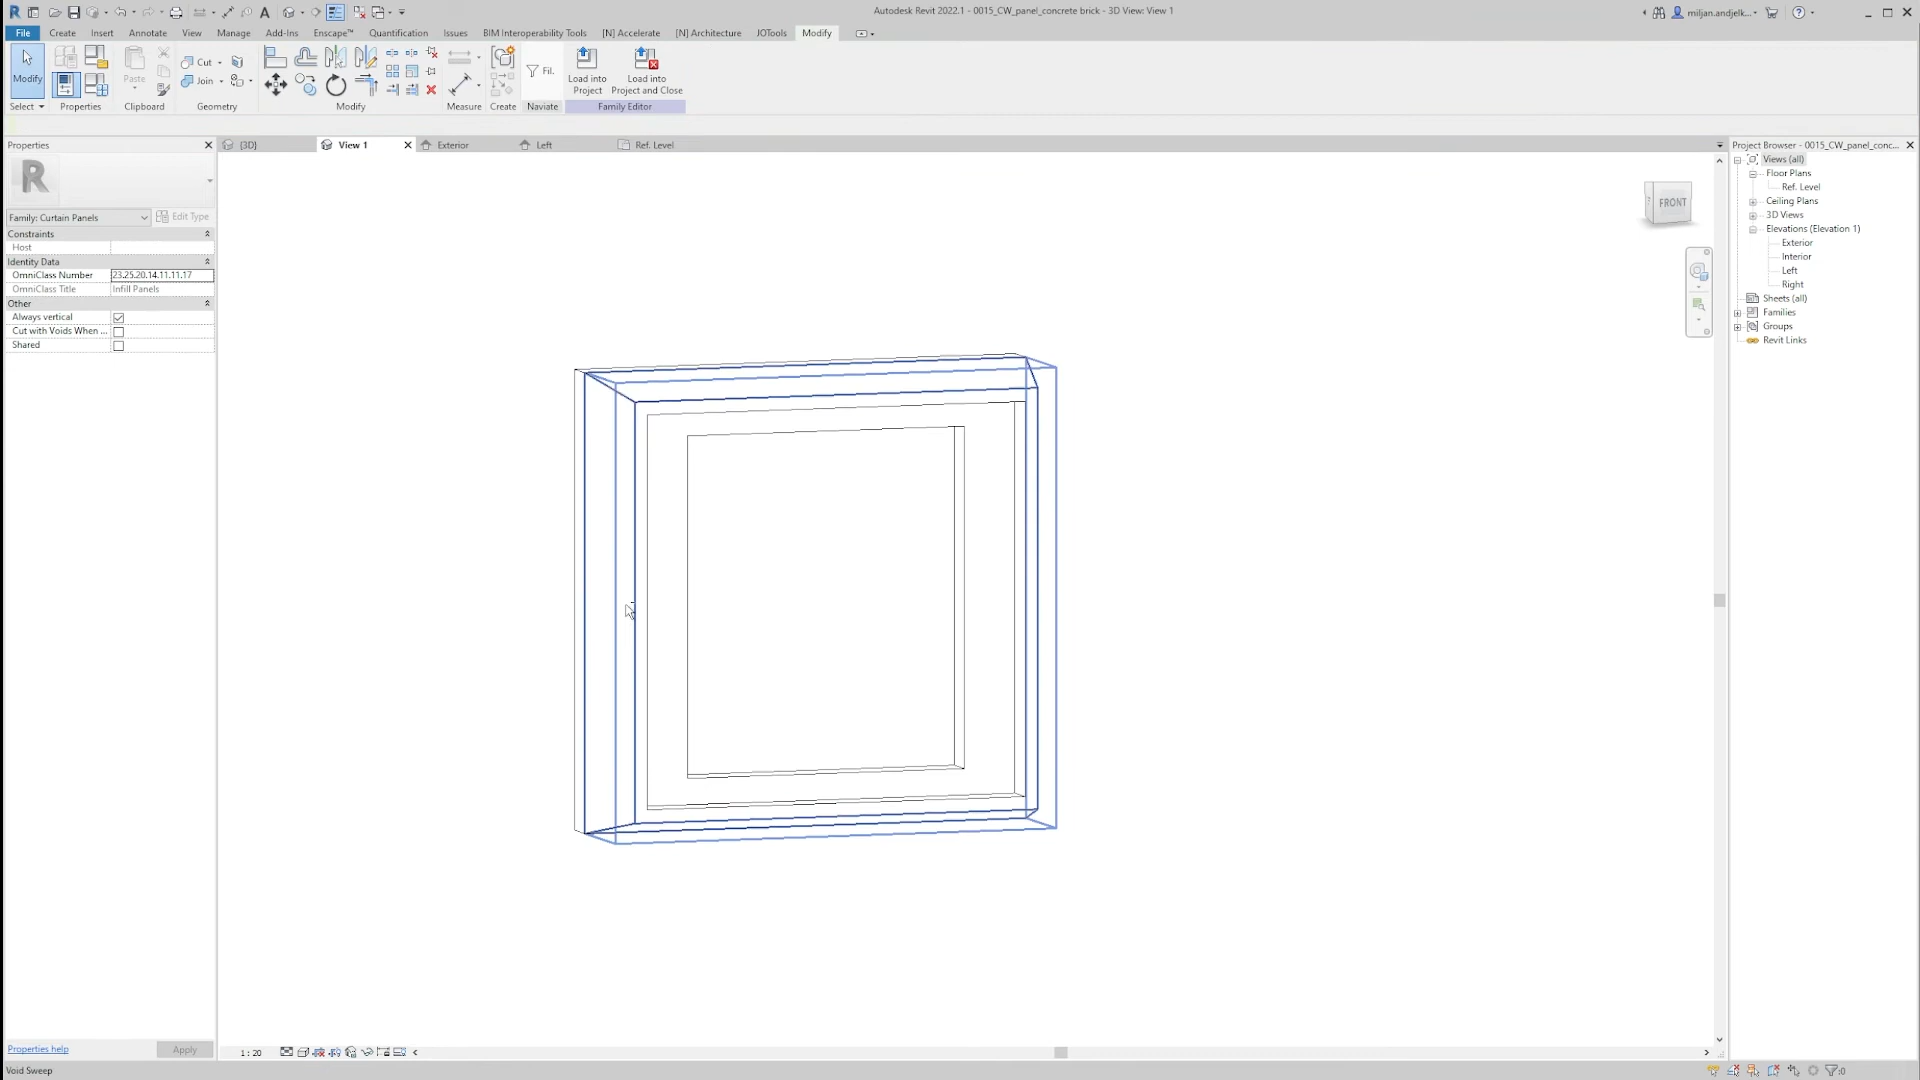 Autodesk Revit 2022.1 - 0015_CW_panel_concrete brick - 3D View: View 1
miljan.andjelk...
File Create Insert Annotate View Manage Add-Ins Enscape™ Quantification Issues BIM Interoperability Tools [N] Accelerate [N] Architecture JOTools Modify
Modify
Paste
Cut
Join
Fil.
Load into
Project
Load into
Project and Close
Select Properties Clipboard Geometry Modify Measure Create Naviate Family Editor
Properties
{3D} View 1 Exterior Left Ref. Level
Project Browser - 0015_CW_panel_conc...
Family: Curtain Panels
Edit Type
Constraints
Host
Identity Data
OmniClass Number 23.25.20.14.11.11.17
OmniClass Title Infill Panels
Other
Always vertical
Cut with Voids When ...
Shared
FRONT
Views (all)
Floor Plans
Ref. Level
Ceiling Plans
3D Views
Elevations (Elevation 1)
Exterior
Interior
Left
Right
Sheets (all)
Families
Groups
Revit Links
Properties help
Apply
1 : 20
Void Sweep
:0